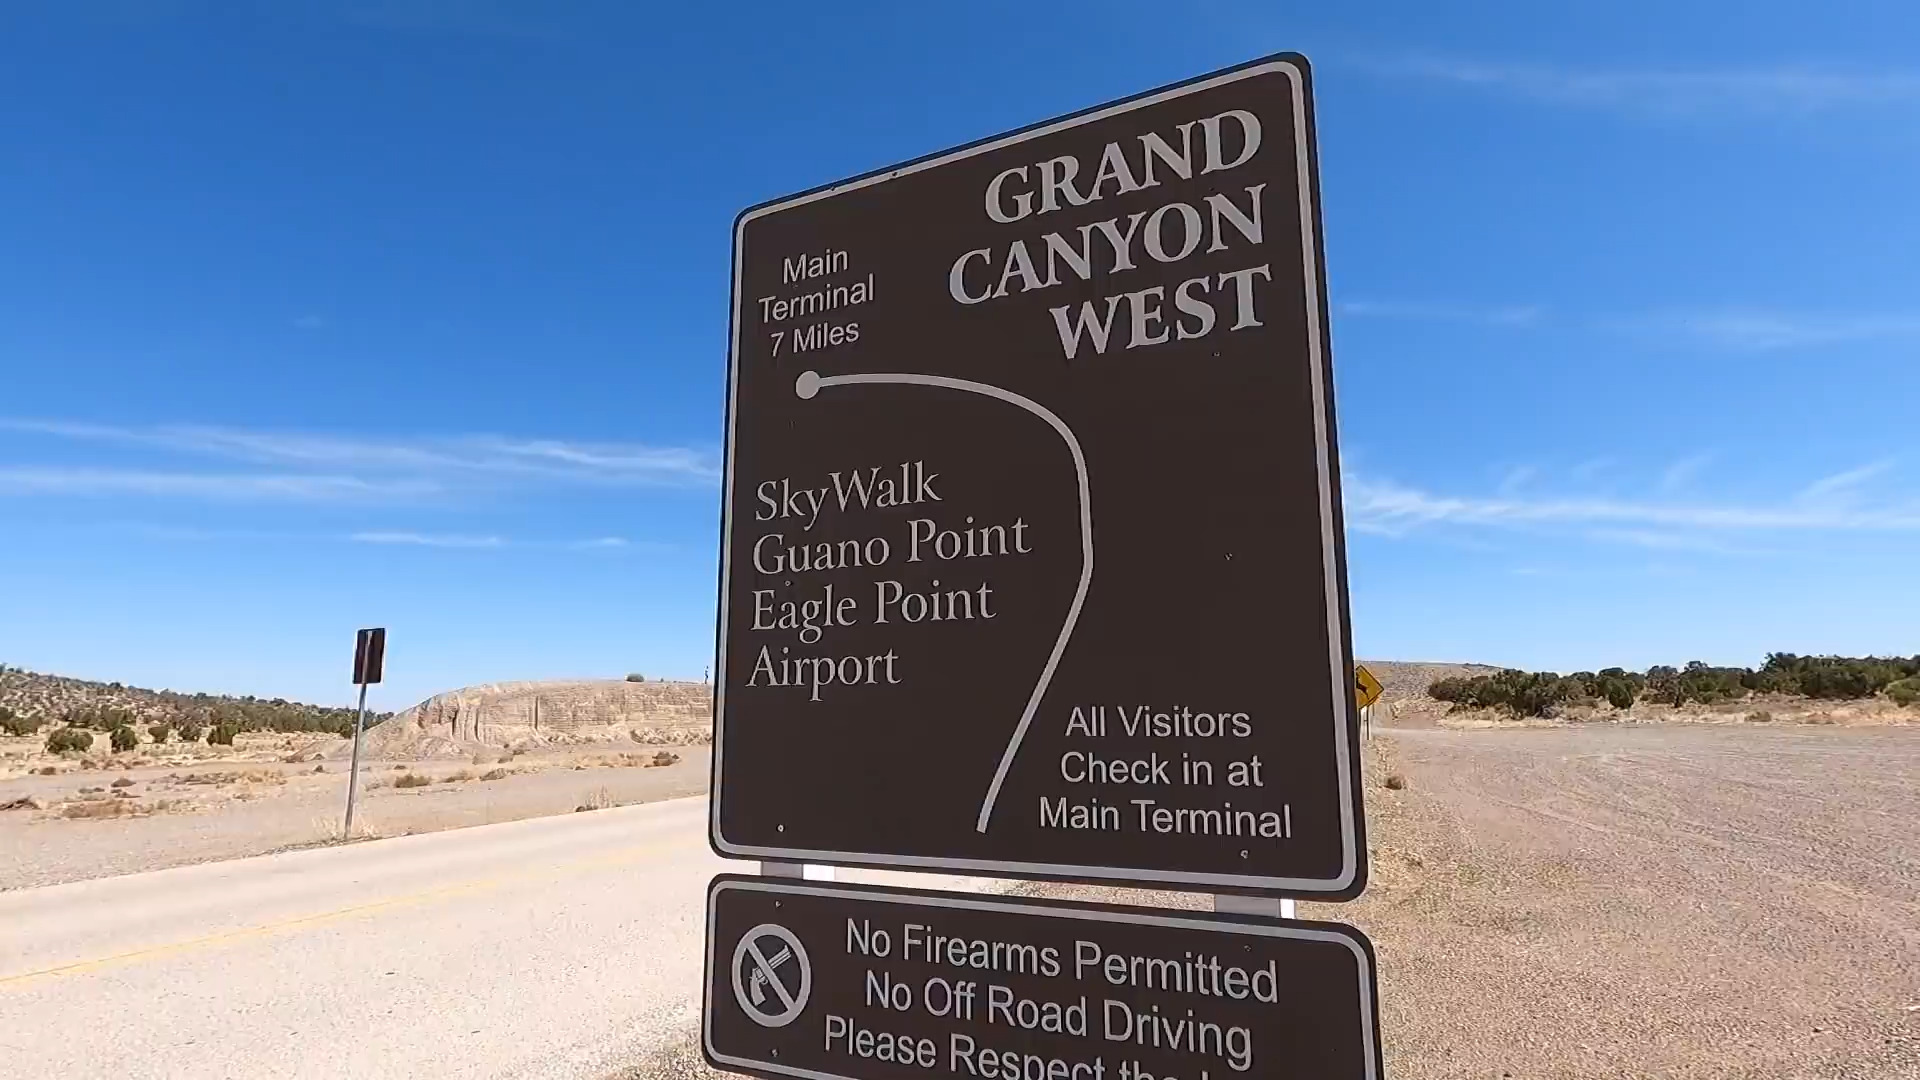 GRAND
CANYON
WEST
Main
Terminal
7 Miles
SkyWalk
Guano Point
Eagle Point
Airport
All Visitors
Check in at
Main Terminal
No Firearms Permitted
No Off Road Driving
Please Respect the